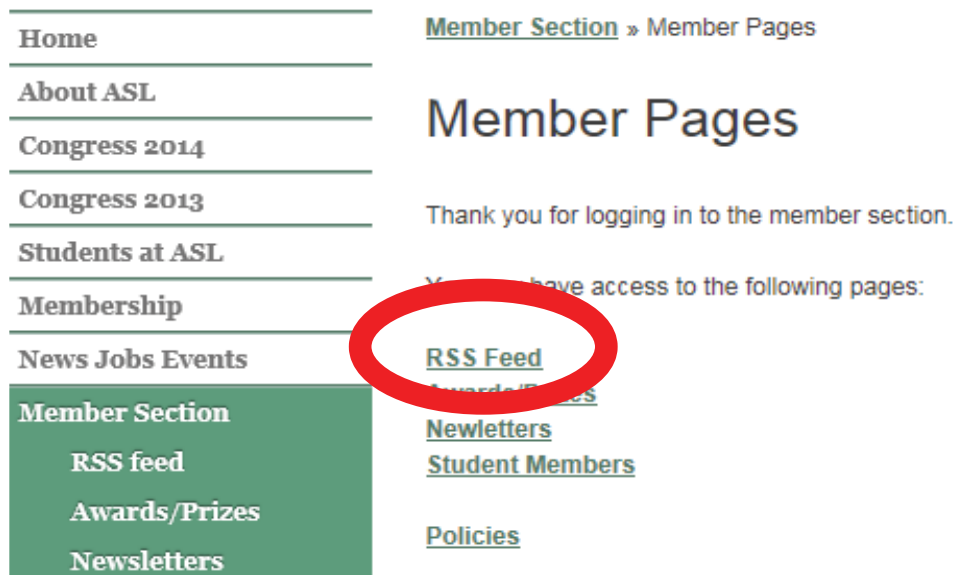 Home
About ASL
Congress 2014
Congress 2013
Students at ASL
Membership
News Jobs Events
Member Section
RSS feed
Awards/Prizes
Newsletters
Member Section » Member Pages
Member Pages
Thank you for logging in to the member section.
have access to the following pages:
RSS Feed
Awards/Prizes
Newletters
Student Members
Policies